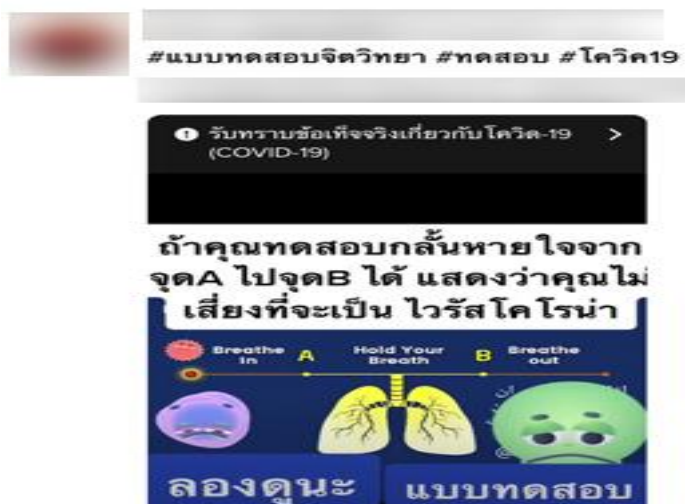 #แบบทดสอบจิตวิทยา #ทดสอบ #โควิค19
รับทราบข้อเท็จจริงเกี่ยวกับโควิด-19
(COVID-19)
ถ้าคุณทดสอบกลั้นหายใจจาก
จุดA ไปจุดB ได้ แสดงว่าคุณไม่
เสี่ยงที่จะเป็น ไวรัสโคโรน่า
Breathe In A Hold Your Breath B Breathe out
ลองดูนะ แบบทดสอบ